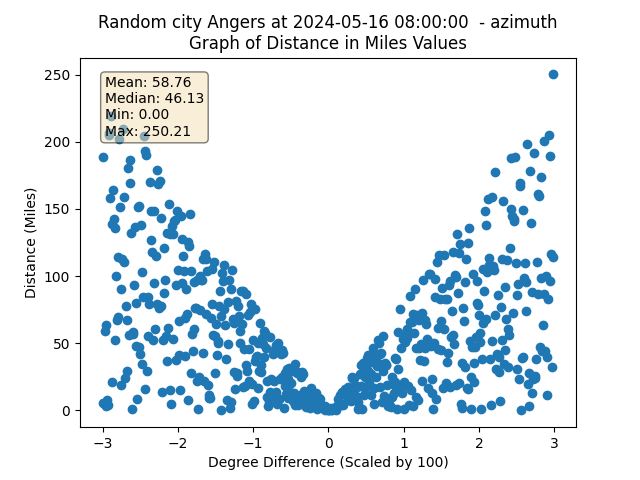 Random city Angers at 2024-05-16 08:00:00  - azimuth
Graph of Distance in Miles Values
Mean: 58.76
Median: 46.13
Min: 0.00
Max: 250.21
250
200
150
100
50
0
Distance (Miles)
−3 −2 −1 0 1 2 3
Degree Difference (Scaled by 100)